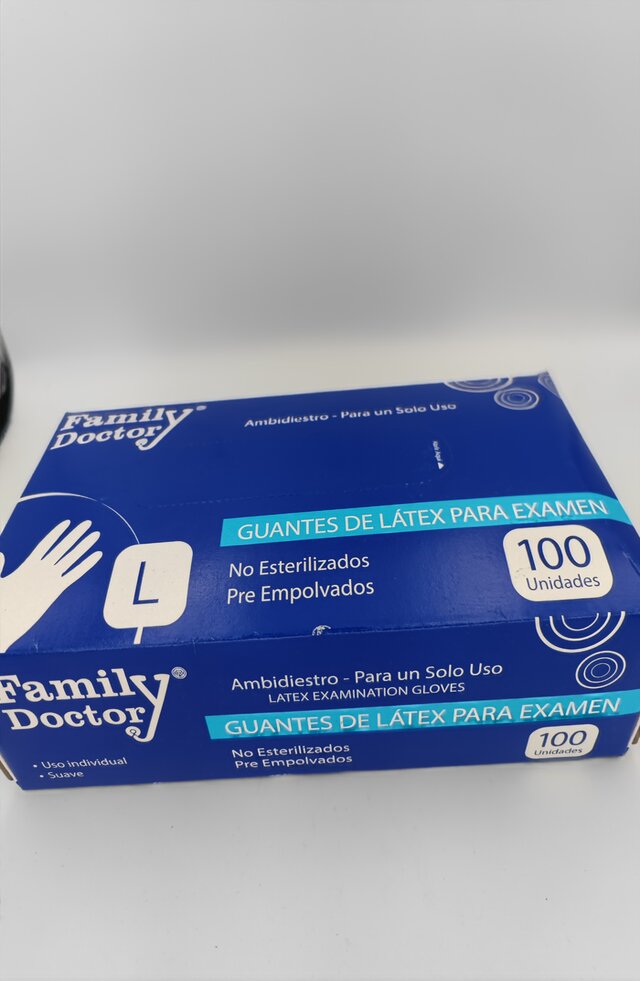 Family
Doctor®
Ambidiestro - Para un Solo Uso
GUANTES DE LÁTEX PARA EXAMEN
L
No Esterilizados
Pre Empolvados
100
Unidades
Family
Doctor®
Ambidiestro - Para un Solo Uso
LATEX EXAMINATION GLOVES
GUANTES DE LÁTEX PARA EXAMEN
• Uso individual
• Suave
No Esterilizados
Pre Empolvados
100
Unidades